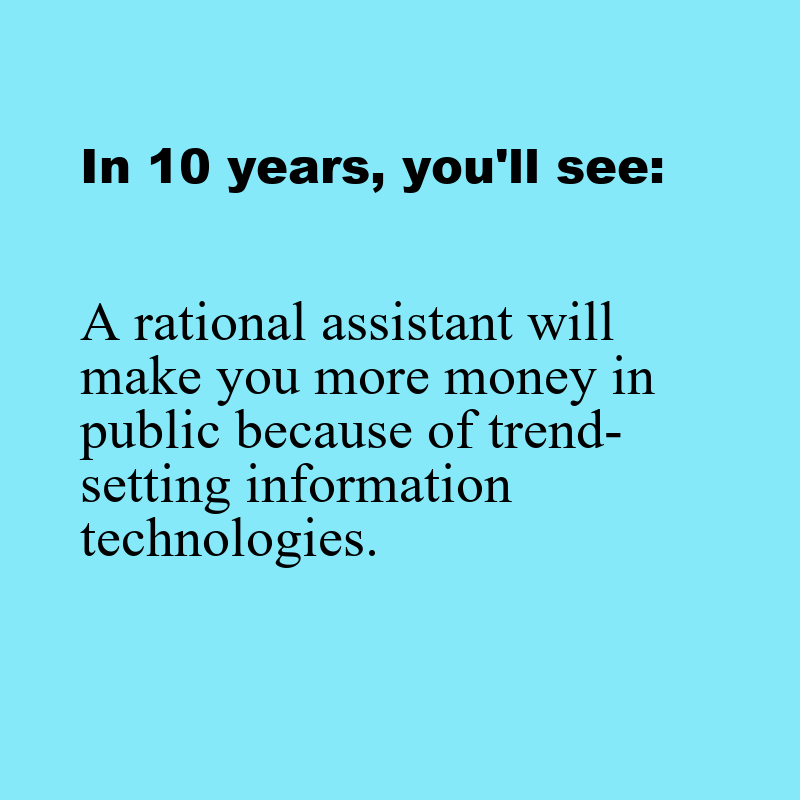 In 10 years, you'll see:
A rational assistant will
make you more money in
public because of trend-
setting information
technologies.